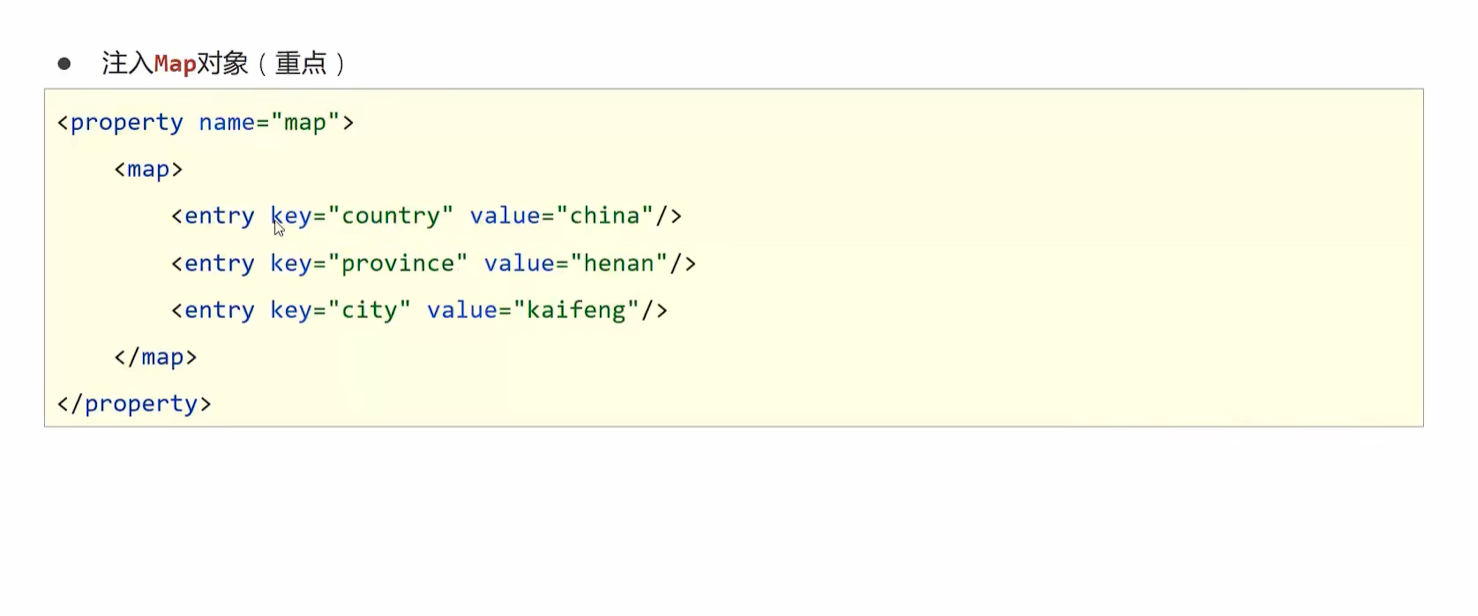 ● 注入Map对象（重点）
<property name="map">
    <map>
        <entry key="country" value="china"/>
        <entry key="province" value="henan"/>
        <entry key="city" value="kaifeng"/>
    </map>
</property>